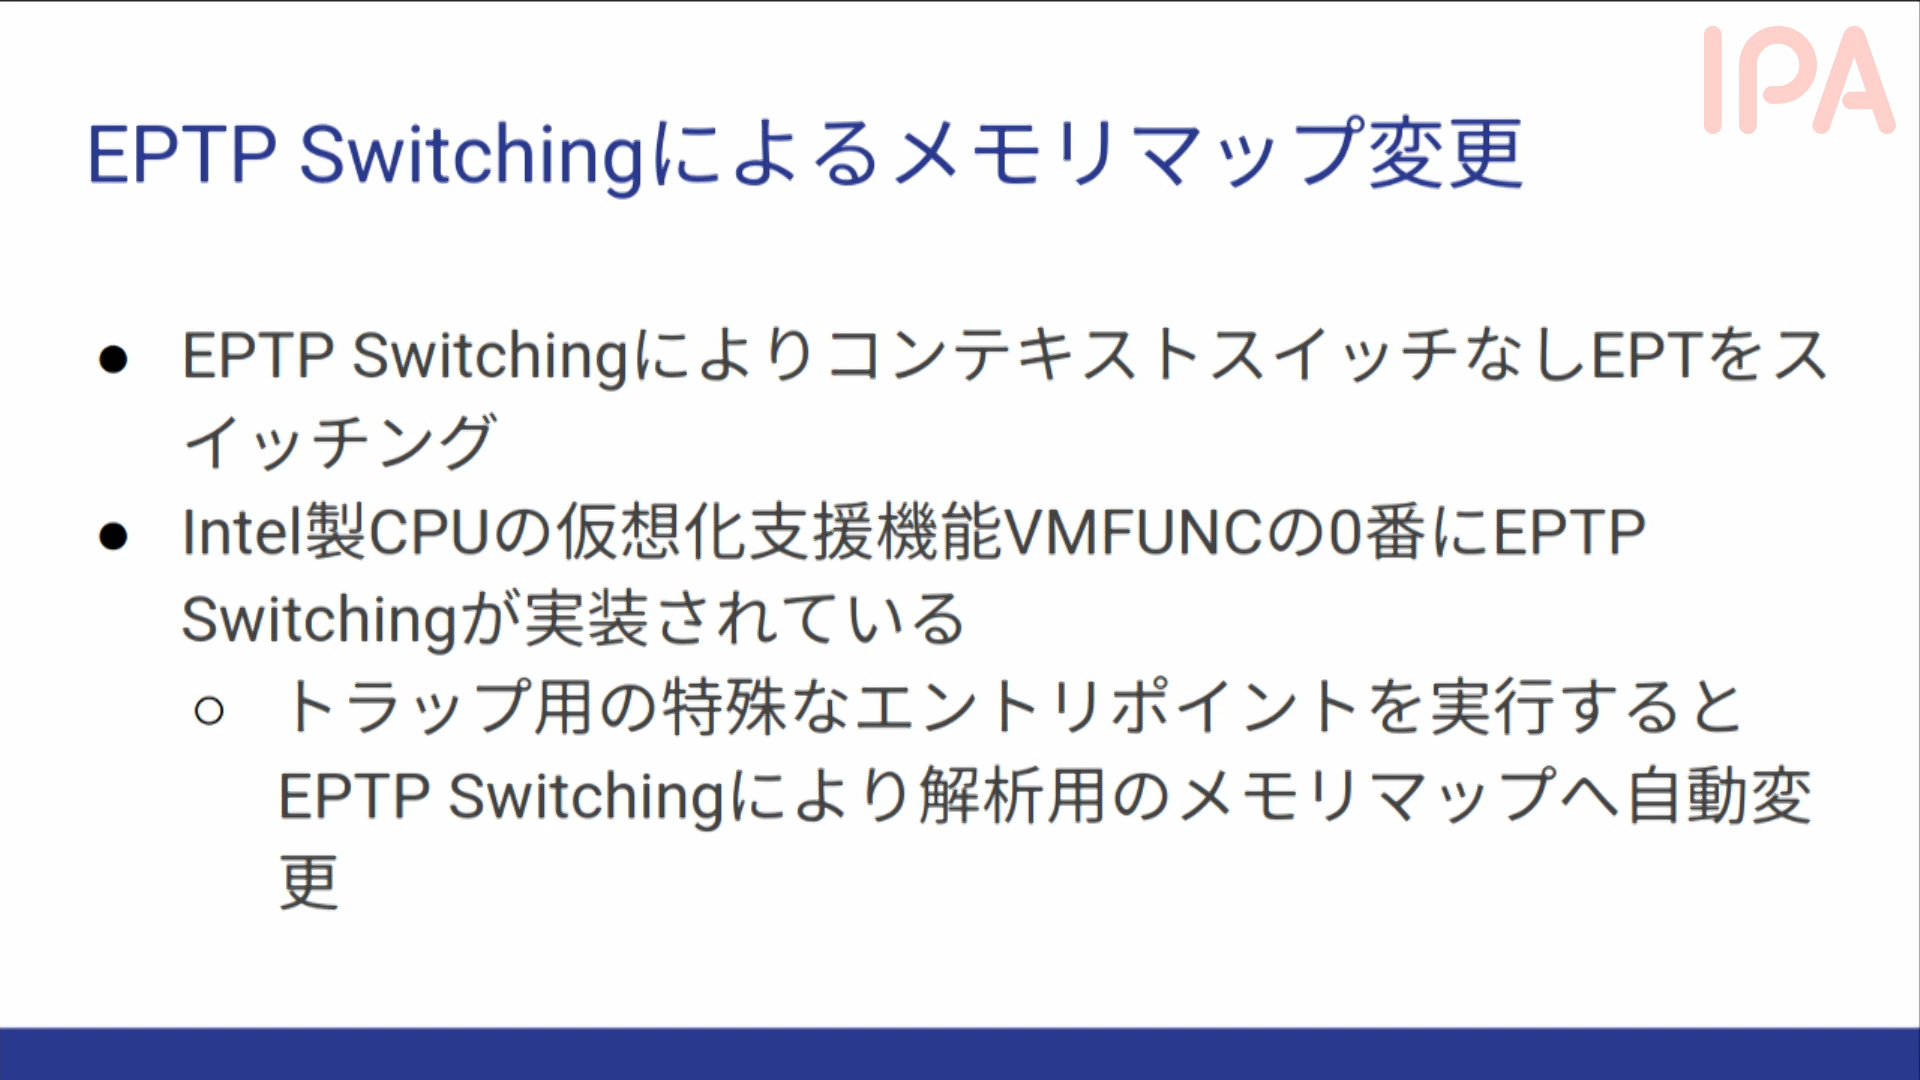 IPA
EPTP Switchingによるメモリマップ変更
● EPTP SwitchingによりコンテキストスイッチなしEPTをス
イッチング
● Intel製CPUの仮想化支援機能VMFUNCの0番にEPTP
Switchingが実装されている
○ トラップ用の特殊なエントリポイントを実行すると
EPTP Switchingにより解析用のメモリマップへ自動変
更